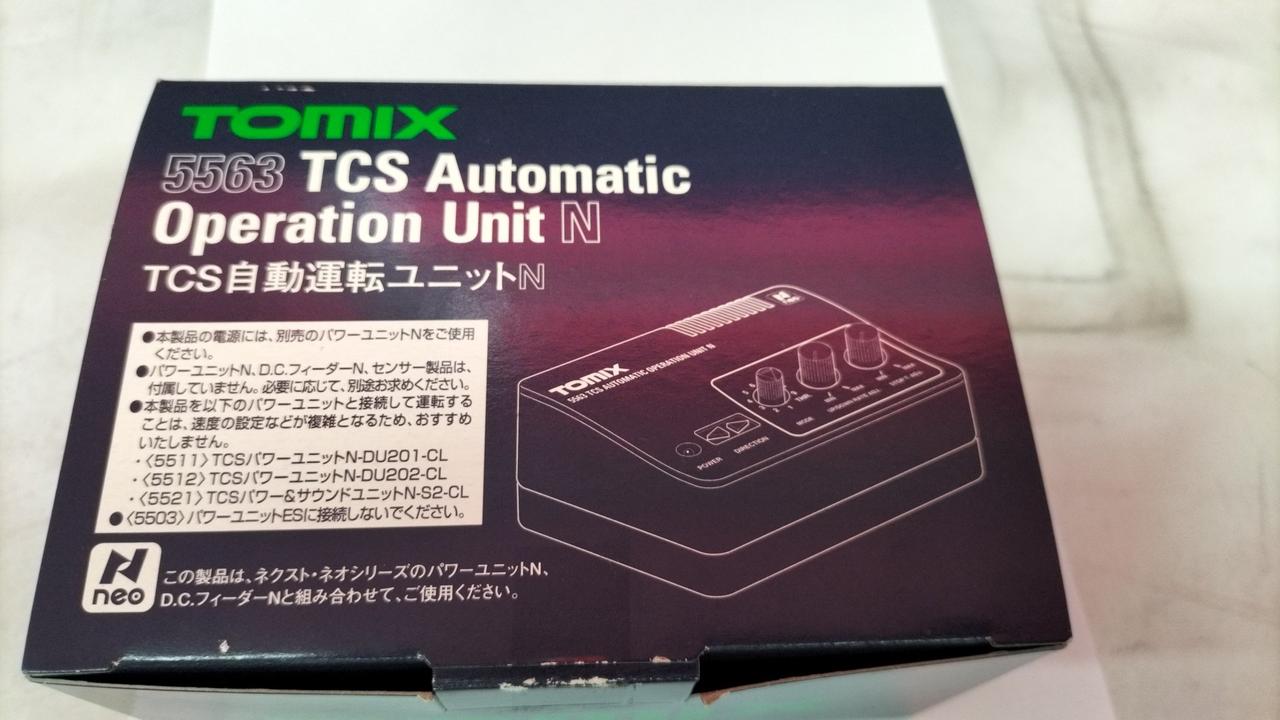 TOMIX
5563 TCS Automatic
Operation Unit N
TCS自動運転ユニットN
●本製品の電源には、別売のパワーユニットNをご使用
ください。
●パワーユニットN、D.C.フィーダーN、センサー製品は、
付属していません。必要に応じて、別途お求めください。
●本製品を以下のパワーユニットと接続して運転する
ことは、速度の設定などが複雑となるため、おすすめ
いたしません。
・〈5511〉TCSパワーユニットN-DU201-CL
・〈5512〉TCSパワーユニットN-DU202-CL
・〈5521〉TCSパワー&サウンドユニットN-S2-CL
●〈5503〉パワーユニットESに接続しないでください。
neo
この製品は、ネクスト・ネオシリーズのパワーユニットN、
D.C.フィーダーNと組み合わせて、ご使用ください。
TOMIX
5563 TCS AUTOMATIC OPERATION UNIT N
POWER
DIRECTION
MODE